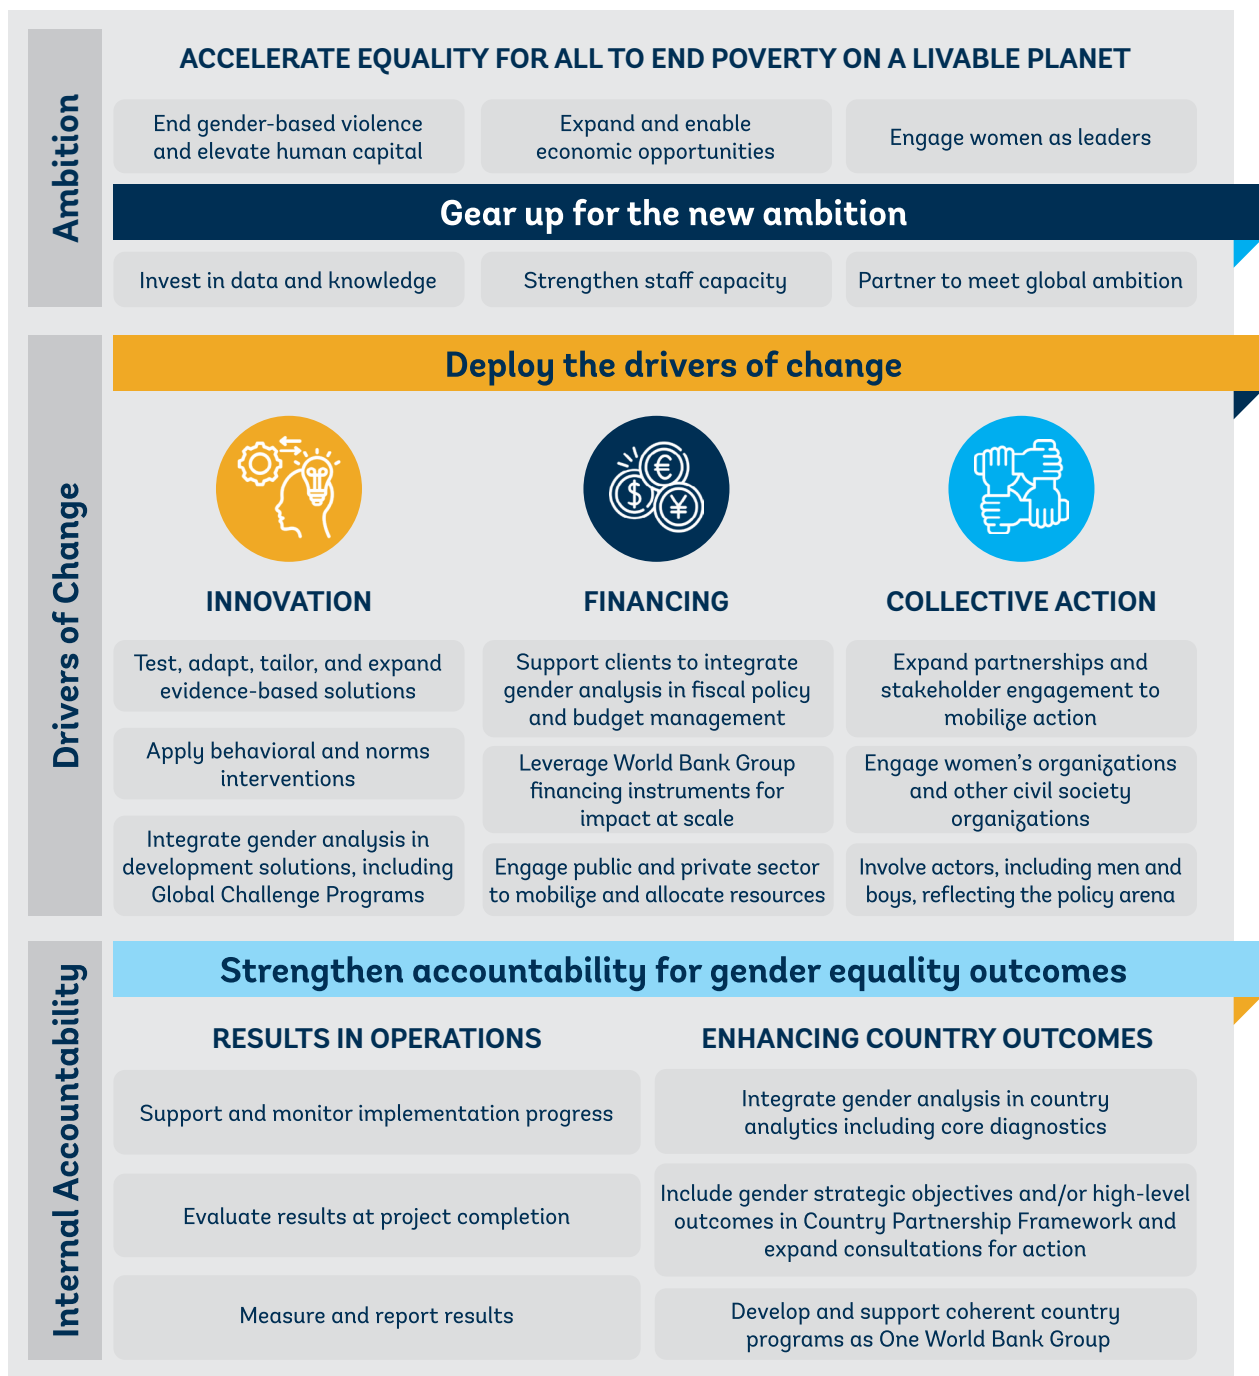 Ambition
ACCELERATE EQUALITY FOR ALL TO END POVERTY ON A LIVABLE PLANET
End gender-based violence
and elevate human capital
Expand and enable
economic opportunities
Engage women as leaders
Gear up for the new ambition
Invest in data and knowledge
Strengthen staff capacity
Partner to meet global ambition
Drivers of Change
Deploy the drivers of change
$
€
¥
INNOVATION
Test, adapt, tailor, and expand
evidence-based solutions
Apply behavioral and norms
interventions
Integrate gender analysis in
development solutions, including
Global Challenge Programs
FINANCING
Support clients to integrate
gender analysis in fiscal policy
and budget management
Leverage World Bank Group
financing instruments for
impact at scale
Engage public and private sector
to mobilize and allocate resources
COLLECTIVE ACTION
Expand partnerships and
stakeholder engagement to
mobilize action
Engage women's organizations
and other civil society
organizations
Involve actors, including men and
boys, reflecting the policy arena
Internal Accountability
Strengthen accountability for gender equality outcomes
RESULTS IN OPERATIONS
Support and monitor implementation progress
Evaluate results at project completion
Measure and report results
ENHANCING COUNTRY OUTCOMES
Integrate gender analysis in country
analytics including core diagnostics
Include gender strategic objectives and/or high-level
outcomes in Country Partnership Framework and
expand consultations for action
Develop and support coherent country
programs as One World Bank Group